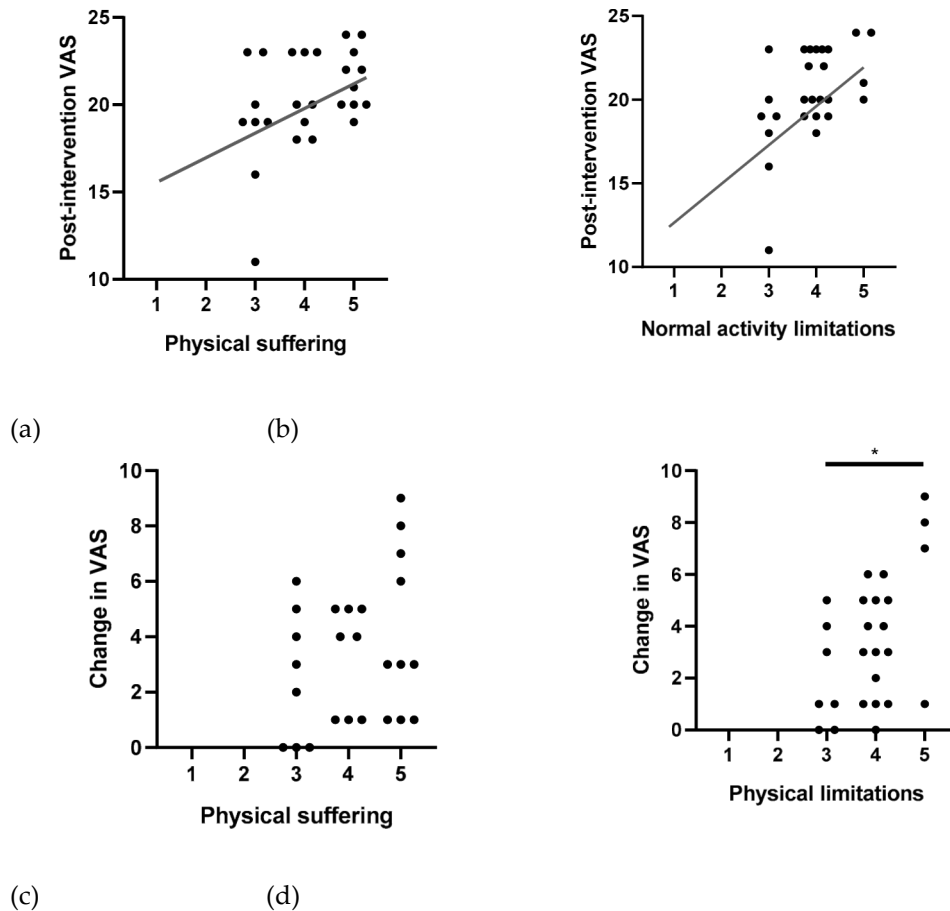 25
20
15
10
Post-intervention VAS
1 2 3 4 5
Physical suffering
25
20
15
10
Post-intervention VAS
1 2 3 4 5
Normal activity limitations
(a) (b)
10
8
6
4
2
0
Change in VAS
1 2 3 4 5
Physical suffering
*
10
8
6
4
2
0
Change in VAS
1 2 3 4 5
Physical limitations
(c) (d)